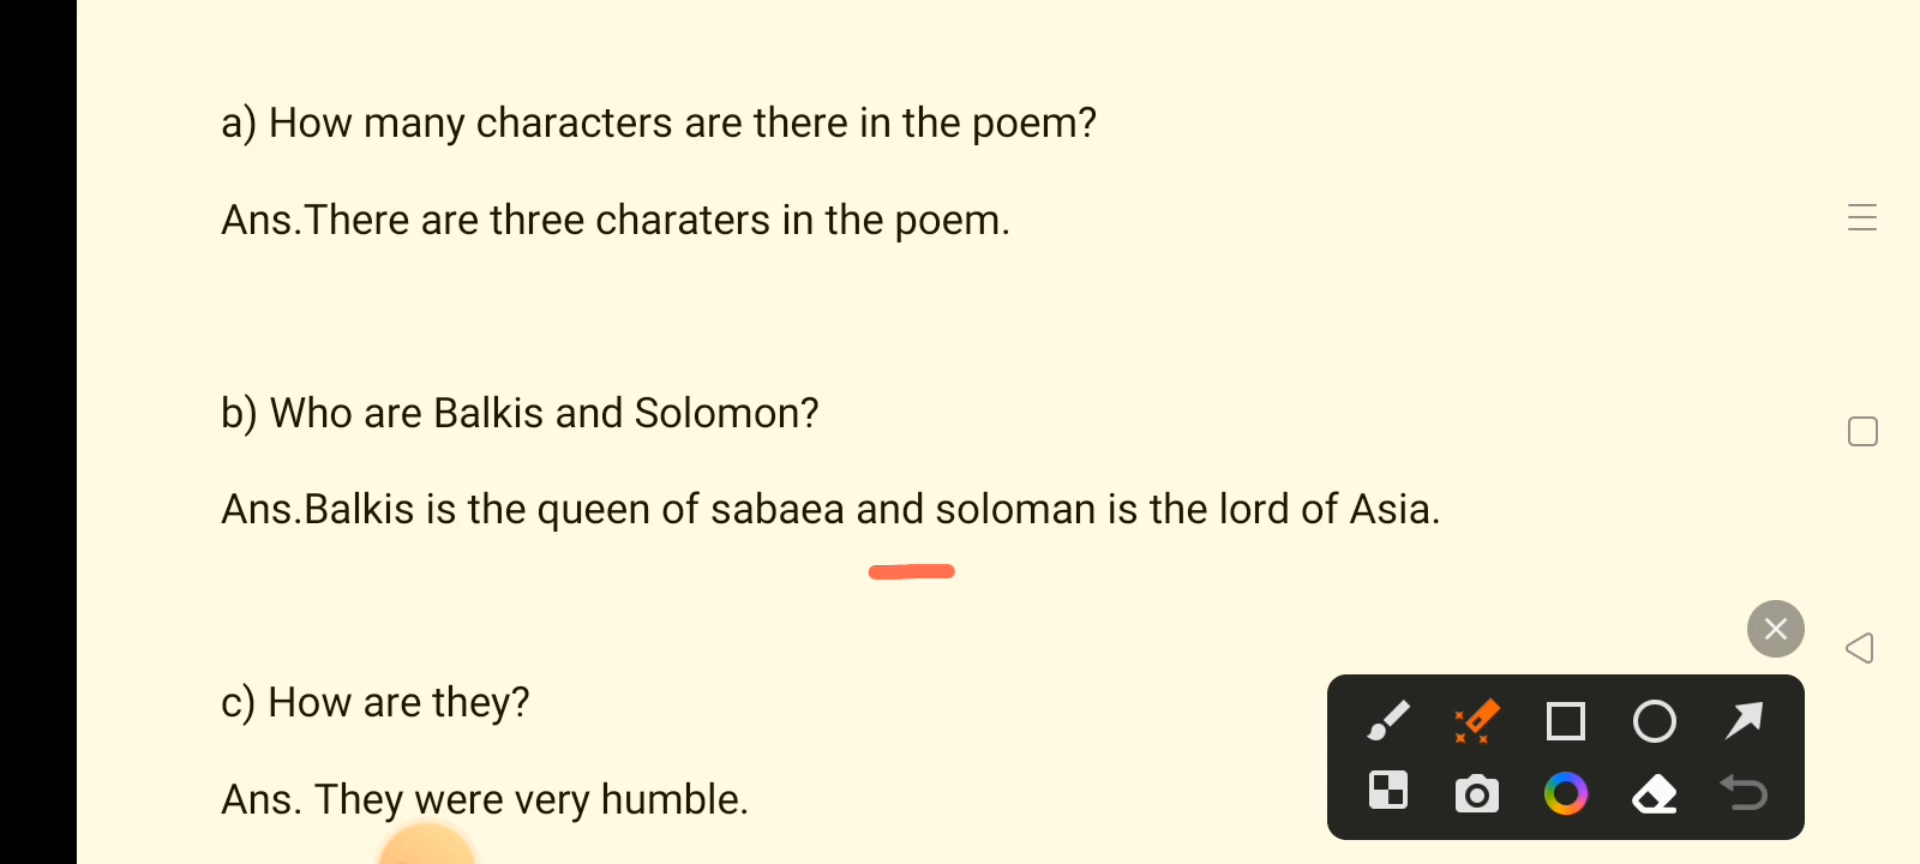 a) How many characters are there in the poem?
Ans.There are three charaters in the poem.
b) Who are Balkis and Solomon?
Ans.Balkis is the queen of sabaea and soloman is the lord of Asia.
c) How are they?
Ans. They were very humble.